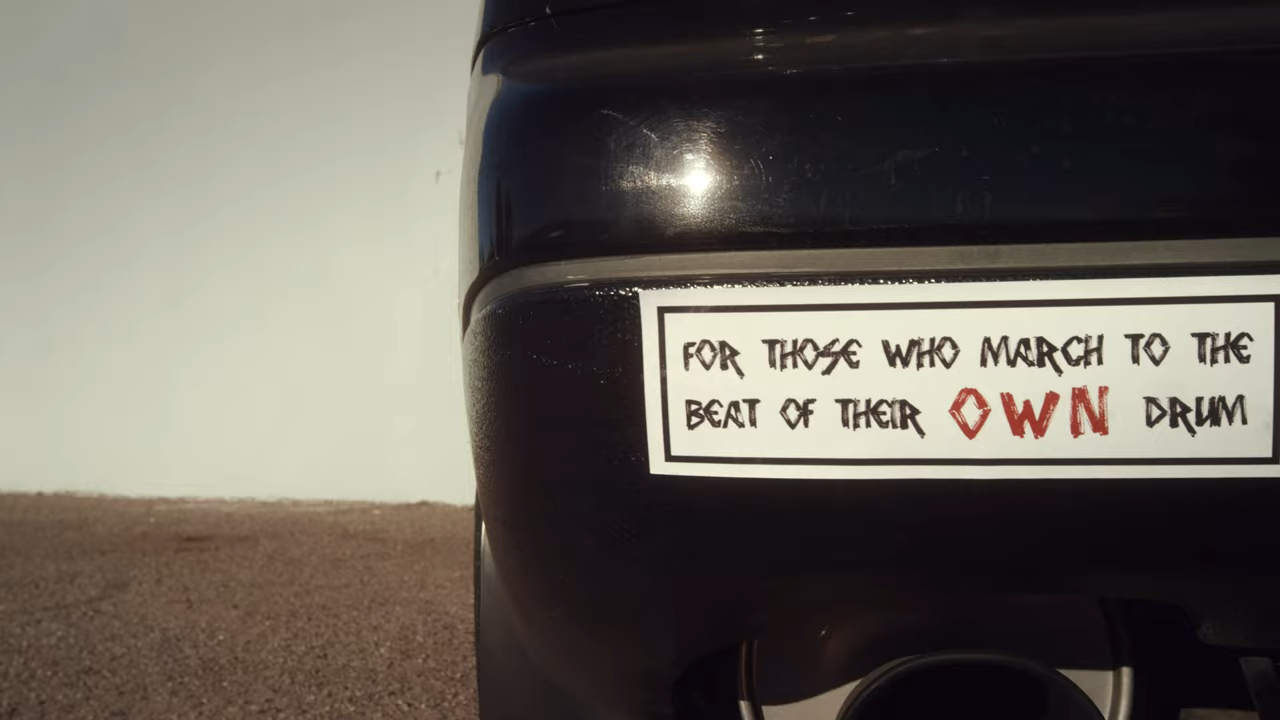 FOR THOSE WHO MARCH TO THE
BEAT OF THEIR OWN DRUM